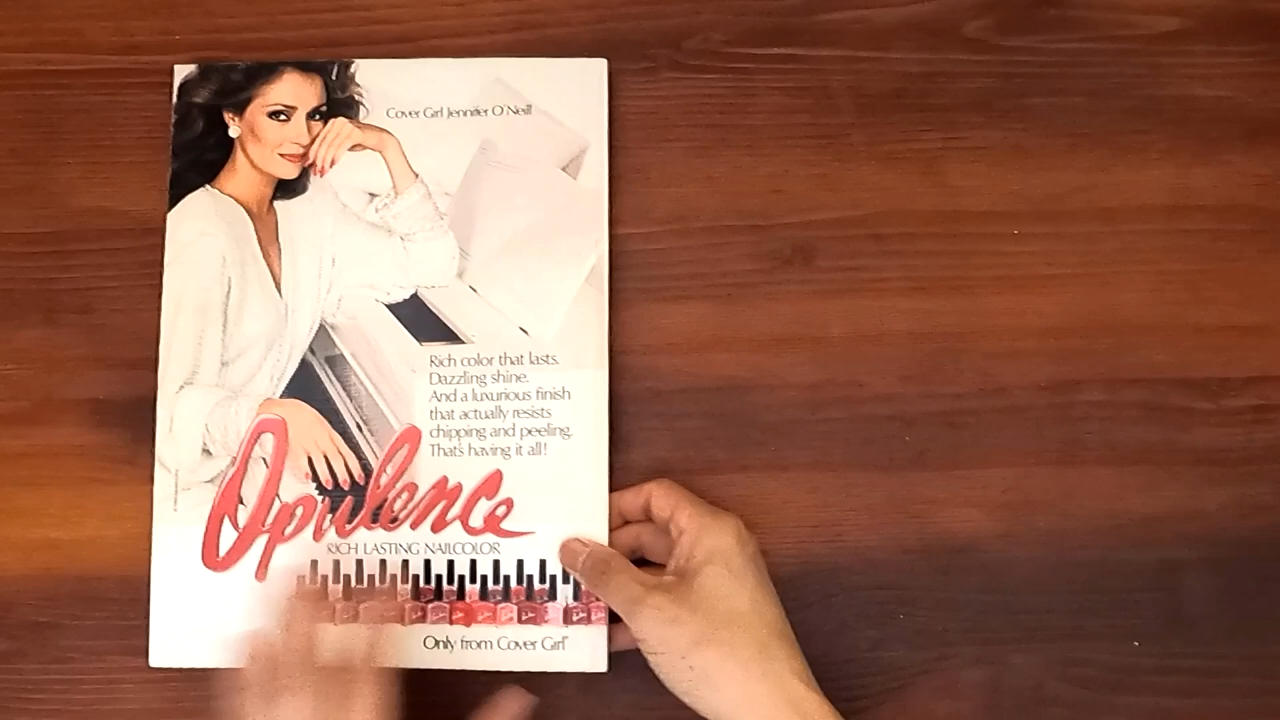 Cover Girl Jennifer O'Neill
Rich color that lasts.
Dazzling shine.
And a luxurious finish
that actually resists
chipping and peeling.
That's having it all!
Opulence
RICH LASTING NAILCOLOR
Only from Cover Girl